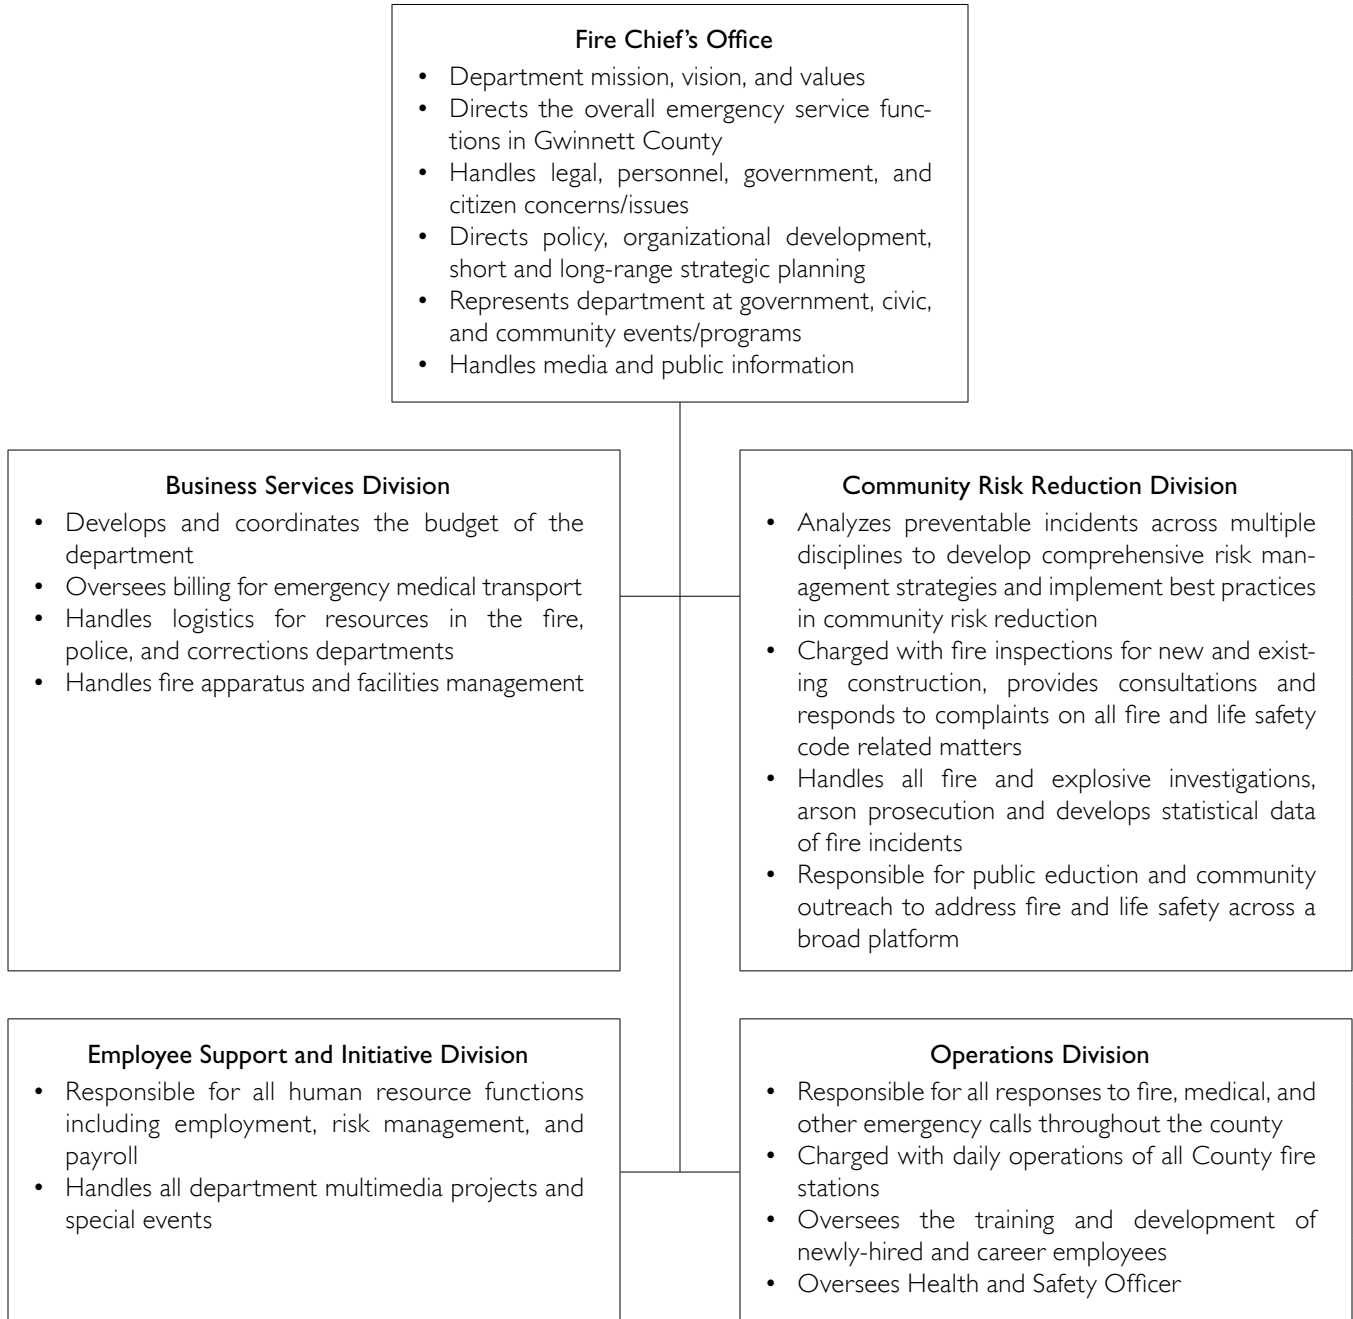 Fire Chief’s Office
• Department mission, vision, and values
• Directs the overall emergency service func-
tions in Gwinnett County
• Handles legal, personnel, government, and
citizen concerns/issues
• Directs policy, organizational development,
short and long-range strategic planning
• Represents department at government, civic,
and community events/programs
• Handles media and public information
Business Services Division
• Develops and coordinates the budget of the
department
• Oversees billing for emergency medical transport
• Handles logistics for resources in the fire,
police, and corrections departments
• Handles fire apparatus and facilities management
Community Risk Reduction Division
• Analyzes preventable incidents across multiple
disciplines to develop comprehensive risk man-
agement strategies and implement best practices
in community risk reduction
• Charged with fire inspections for new and exist-
ing construction, provides consultations and
responds to complaints on all fire and life safety
code related matters
• Handles all fire and explosive investigations,
arson prosecution and develops statistical data
of fire incidents
• Responsible for public eduction and community
outreach to address fire and life safety across a
broad platform
Employee Support and Initiative Division
• Responsible for all human resource functions
including employment, risk management, and
payroll
• Handles all department multimedia projects and
special events
Operations Division
• Responsible for all responses to fire, medical, and
other emergency calls throughout the county
• Charged with daily operations of all County fire
stations
• Oversees the training and development of
newly-hired and career employees
• Oversees Health and Safety Officer